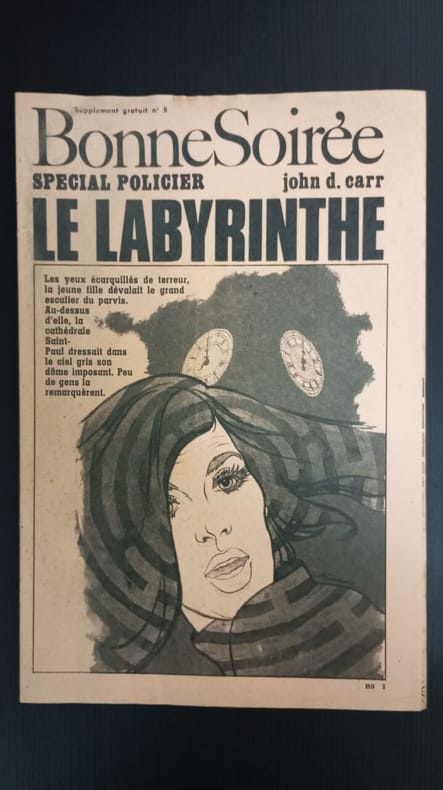 Supplément gratuit n° 8
BonneSoirée
SPECIAL POLICIER john d. carr
LE LABYRINTHE
Les yeux écarquillés de terreur,
la jeune fille dévalait le grand
escalier du parvis.
Au-dessus
d'elle, la
cathédrale
Saint-
Paul dressait dans
le ciel gris son
dôme imposant. Peu
de gens la
remarquèrent.
BS 1